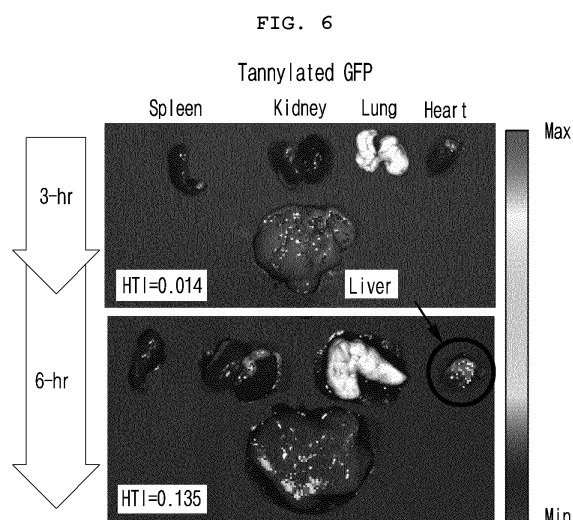 FIG. 6
Tannylated GFP
Spleen Kidney Lung Heart
Max
3-hr
HTI=0.014
Liver
6-hr
HTI=0.135
Min